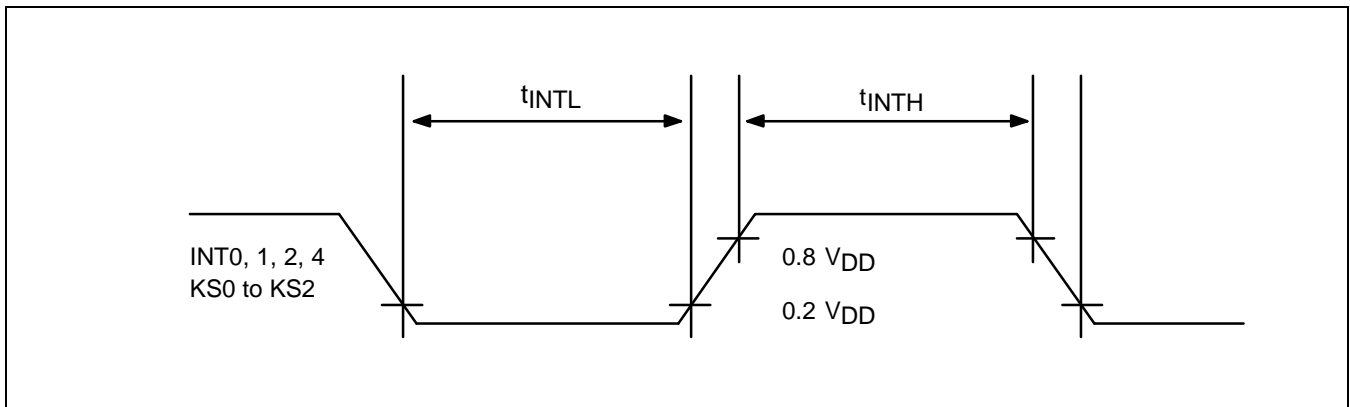 tINTL
tINTH
INT0, 1, 2, 4
KS0 to KS2
0.8 VDD
0.2 VDD